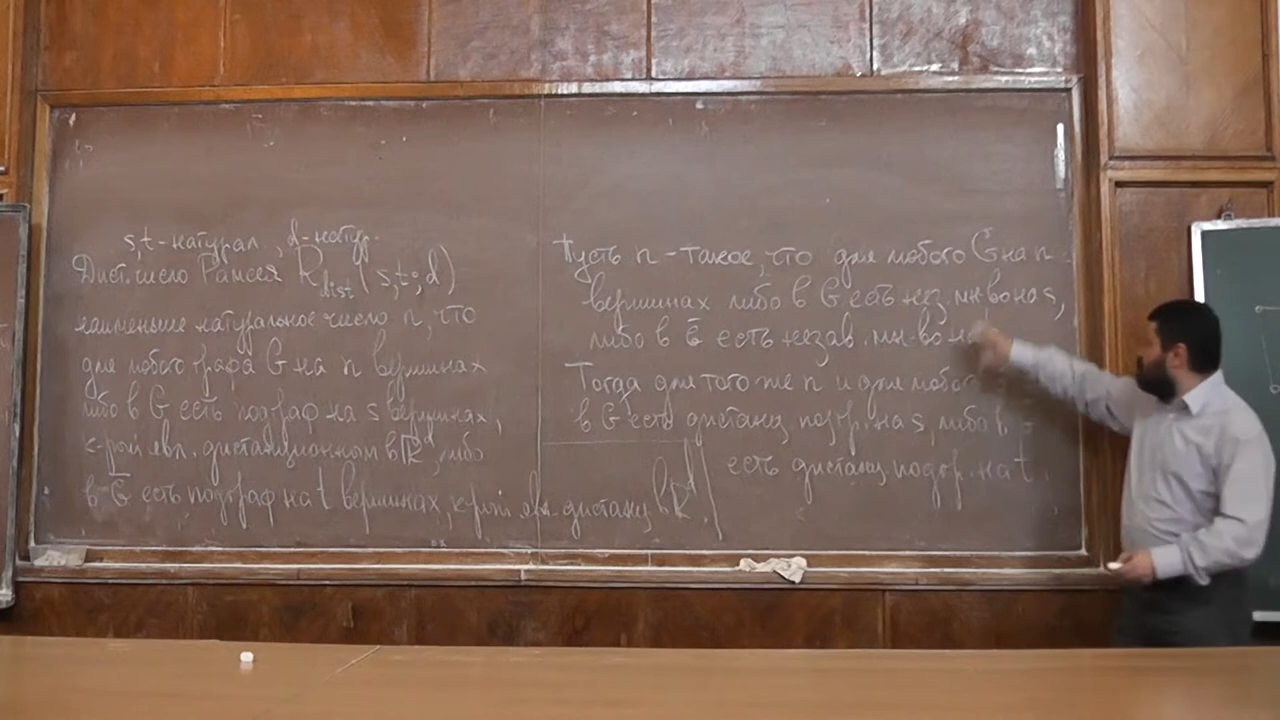 s,t-натурал., d-натур.
Дист. число Рамсея R_dist(s,t;d)
наименьше натуральное число n, что
для любого графа G на n вершинах
либо в G есть подграф на s вершинах,
к-рый явл. дистанционным в ℝ^d, либо
в G̅ есть подграф на t вершинах, к-рый явл. дистанц. в ℝ^d.
Пусть n - такое, что для любого G на n
вершинах либо в G есть нез. мн-во на s,
либо в G̅ есть незав. мн-во на
Тогда для того же n и для любог
в G есть дистанц. подгр. на s, либо в
есть дистанц. подгр. на t.